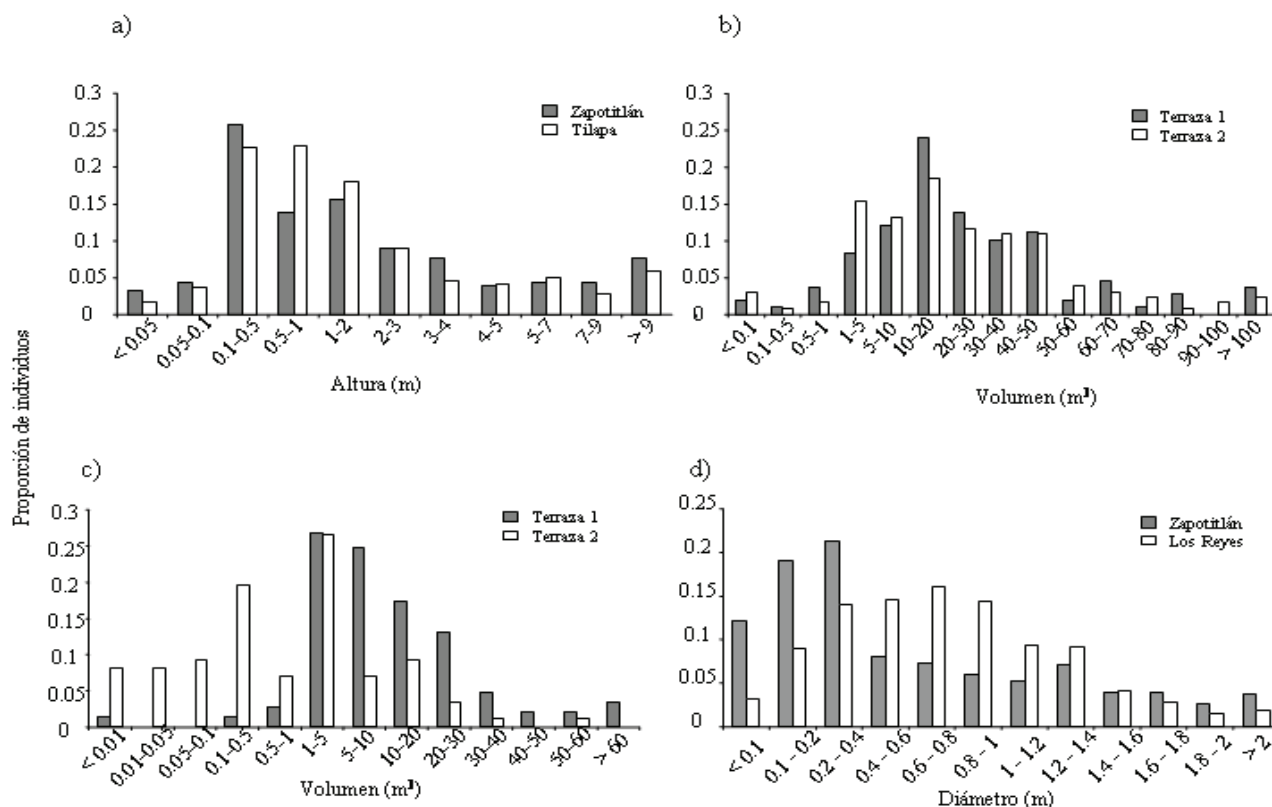 a)
0.3
0.25
0.2
0.15
0.1
0.05
0
Zapotitlán
Tilapa
< 0.05
0.05-0.1
0.1-0.5
0.5-1
1-2
2-3
3-4
4-5
5-7
7-9
> 9
Altura (m)
b)
0.3
0.25
0.2
0.15
0.1
0.05
0
Terraza 1
Terraza 2
< 0.1
0.1-0.5
0.5-1
1-5
5-10
10-20
20-30
30-40
40-50
50-60
60-70
70-80
80-90
90-100
> 100
Volumen (m³)
Proporción de individuos
c)
0.3
0.25
0.2
0.15
0.1
0.05
0
Terraza 1
Terraza 2
< 0.01
0.01-0.05
0.05-0.1
0.1-0.5
0.5-1
1-5
5-10
10-20
20-30
30-40
40-50
50-60
> 60
Volumen (m³)
d)
0.25
0.2
0.15
0.1
0.05
0
Zapotitlán
Los Reyes
< 0.1
0.1 - 0.2
0.2 - 0.4
0.4 - 0.6
0.6 - 0.8
0.8 - 1
1 - 1.2
1.2 - 1.4
1.4 - 1.6
1.6 - 1.8
1.8 - 2
> 2
Diámetro (m)